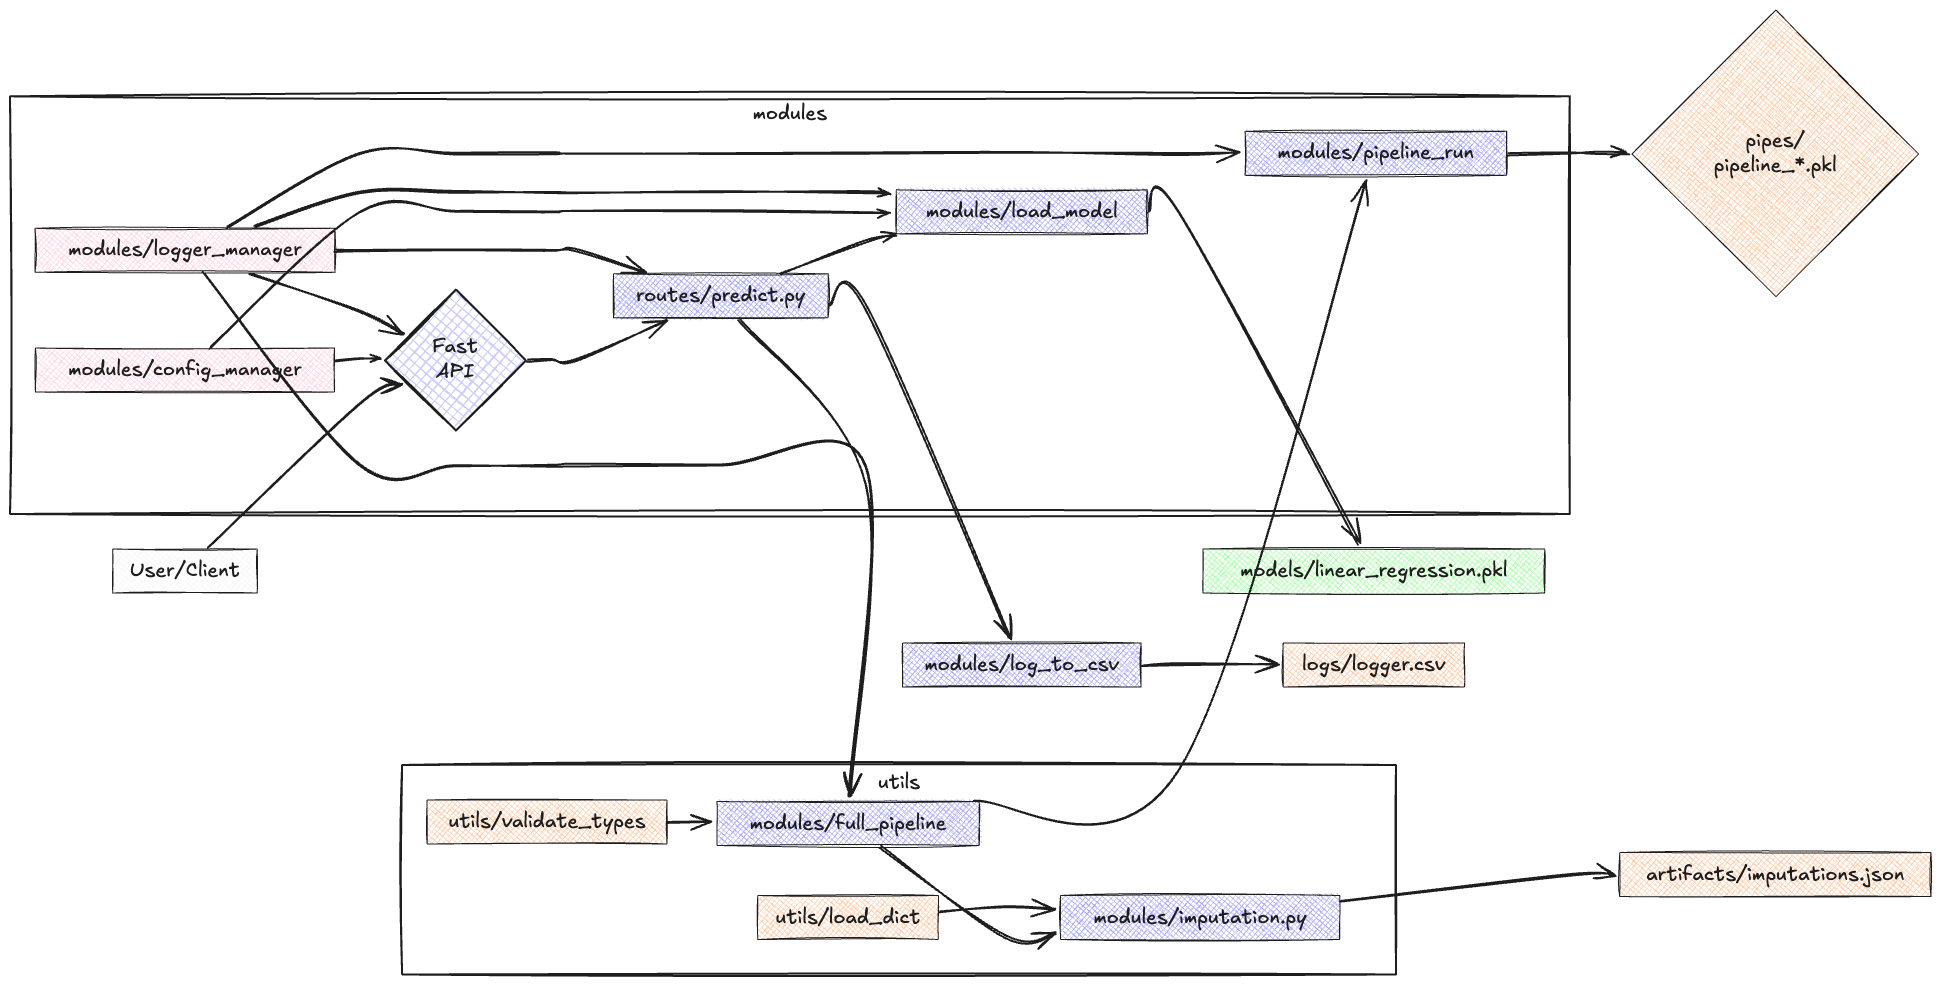 pipes/
pipeline_*.pkl
modules
modules/pipeline_run
modules/load_model
modules/logger_manager
routes/predict.py
Fast
API
modules/config_manager
User/Client
models/linear_regression.pkl
modules/log_to_csv
logs/logger.csv
utils
utils/validate_types
modules/full_pipeline
artifacts/imputations.json
utils/load_dict
modules/imputation.py